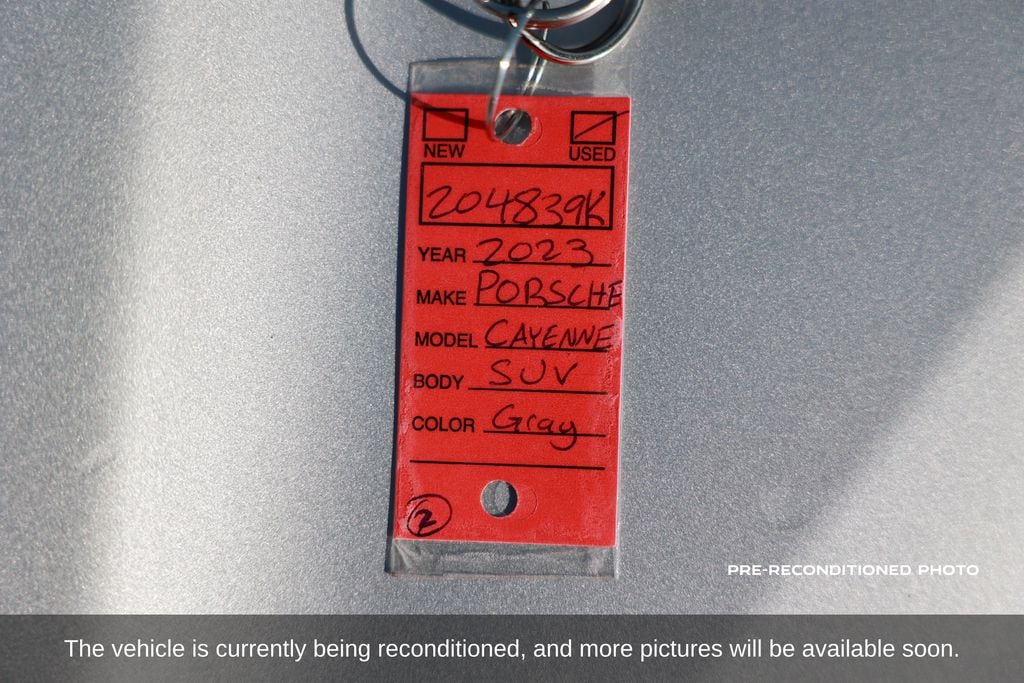 NEW USED
204839K
YEAR 2023
MAKE PORSCHE
MODEL CAYENNE
BODY SUV
COLOR Gray
2
PRE-RECONDITIONED PHOTO
The vehicle is currently being reconditioned, and more pictures will be available soon.